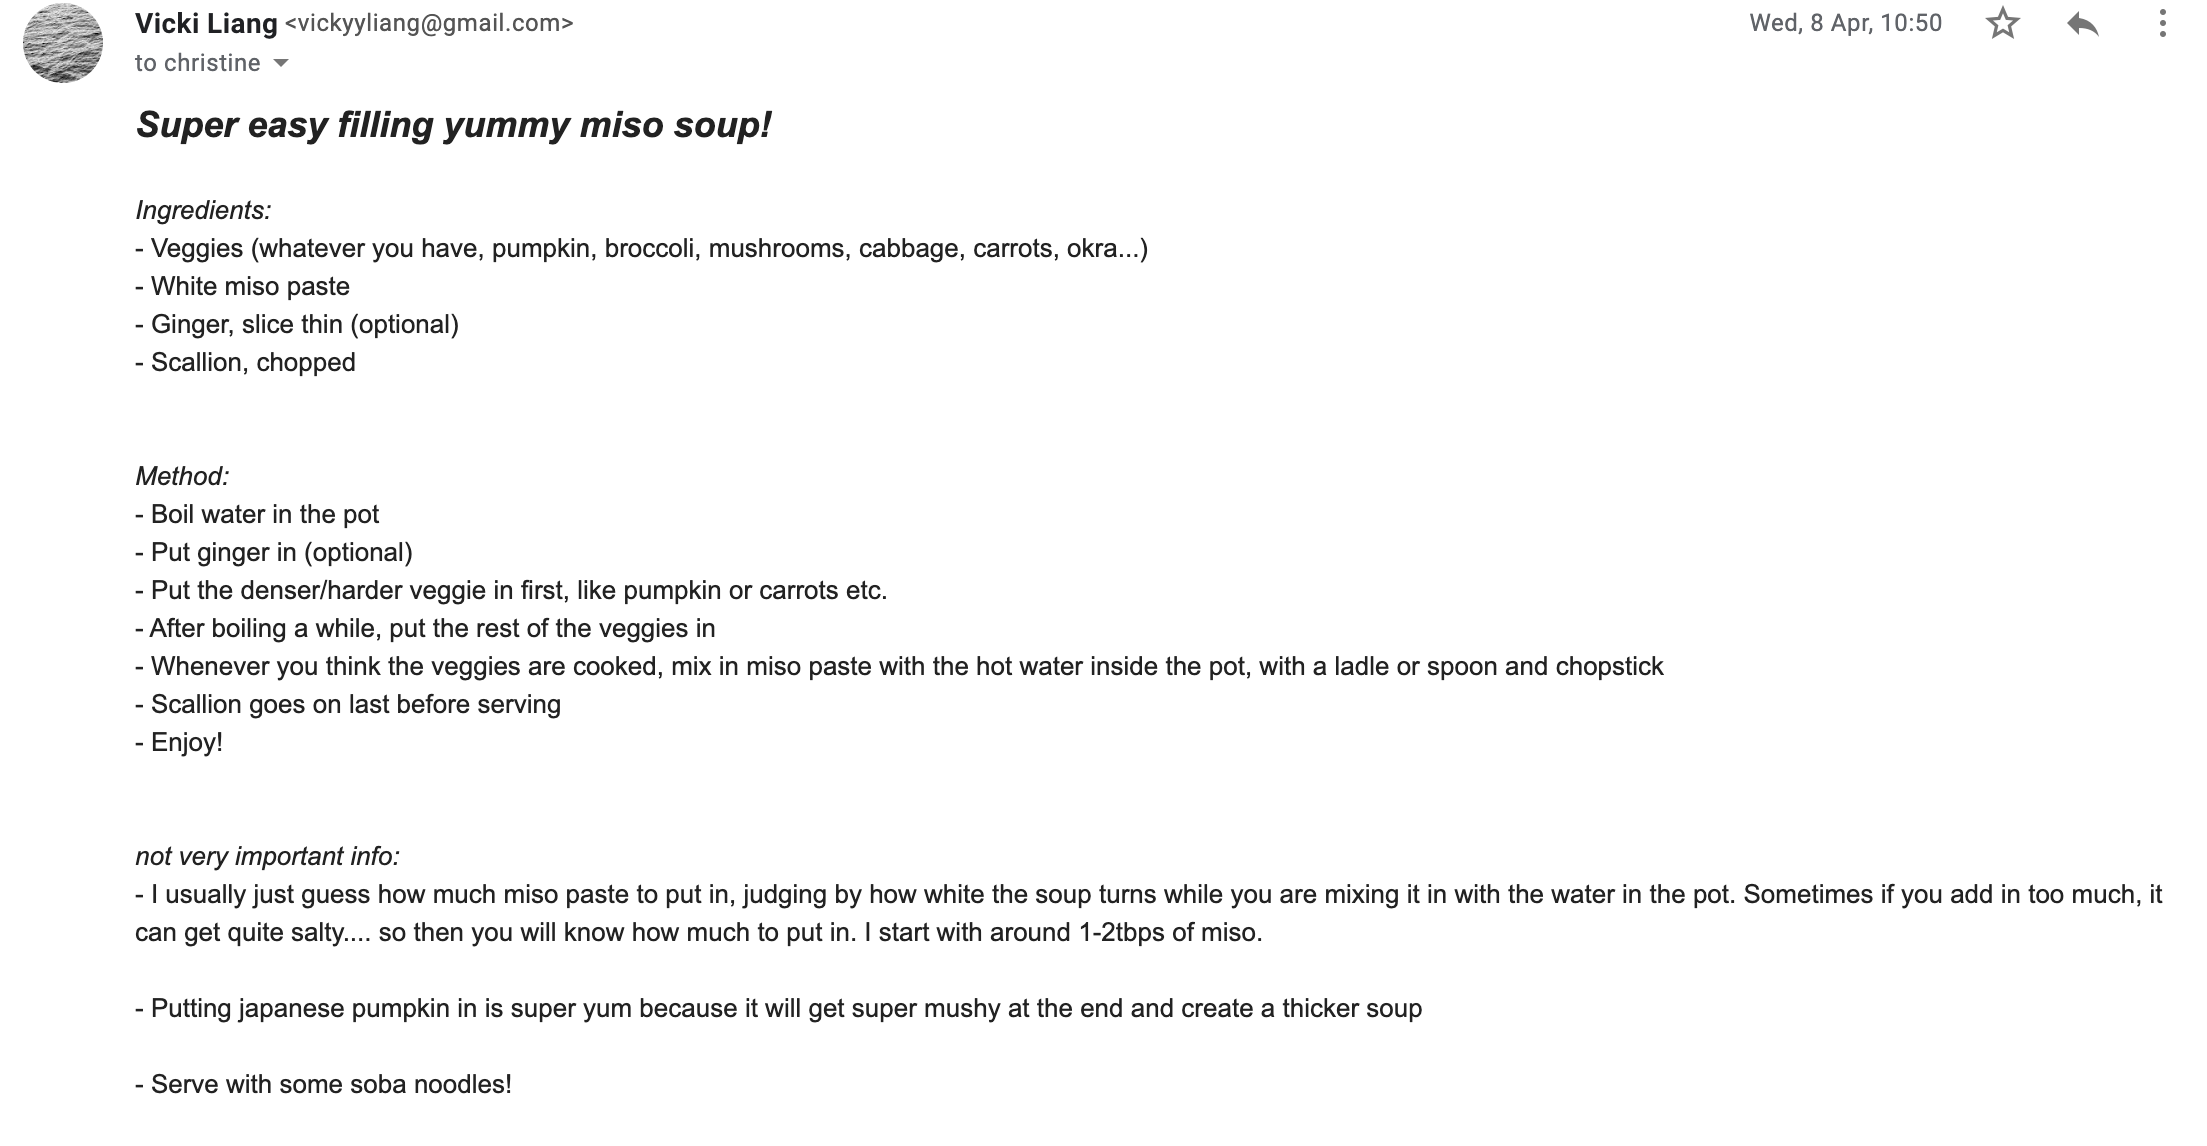 Vicki Liang <vickyyliang@gmail.com>
Wed, 8 Apr, 10:50
to christine
Super easy filling yummy miso soup!
Ingredients:
- Veggies (whatever you have, pumpkin, broccoli, mushrooms, cabbage, carrots, okra...)
- White miso paste
- Ginger, slice thin (optional)
- Scallion, chopped
Method:
- Boil water in the pot
- Put ginger in (optional)
- Put the denser/harder veggie in first, like pumpkin or carrots etc.
- After boiling a while, put the rest of the veggies in
- Whenever you think the veggies are cooked, mix in miso paste with the hot water inside the pot, with a ladle or spoon and chopstick
- Scallion goes on last before serving
- Enjoy!
not very important info:
- I usually just guess how much miso paste to put in, judging by how white the soup turns while you are mixing it in with the water in the pot. Sometimes if you add in too much, it
can get quite salty.... so then you will know how much to put in. I start with around 1-2tbps of miso.
- Putting japanese pumpkin in is super yum because it will get super mushy at the end and create a thicker soup
- Serve with some soba noodles!